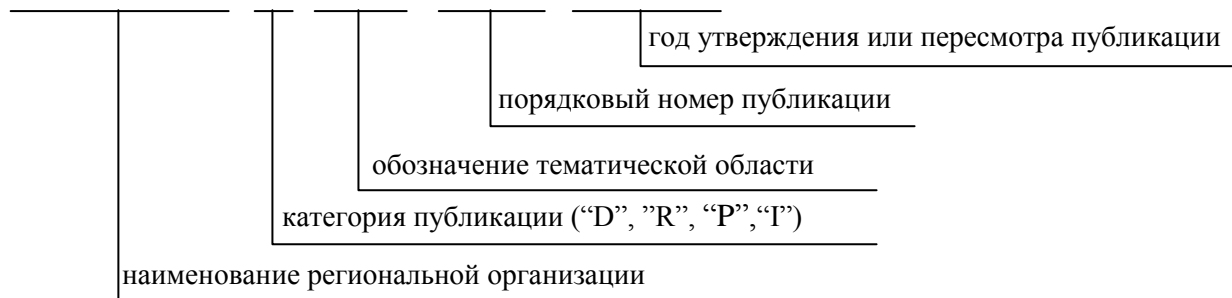 год утверждения или пересмотра публикации
порядковый номер публикации
обозначение тематической области
категория публикации (“D”, ”R”, “P”,“I”)
наименование региональной организации